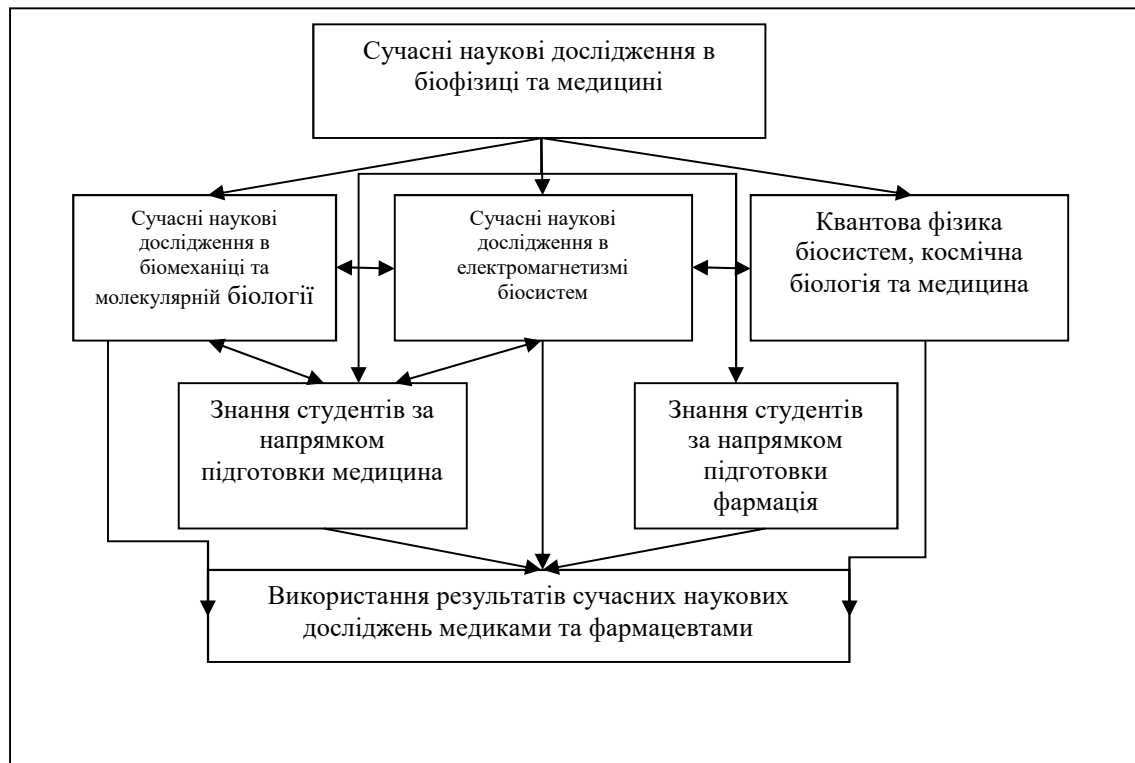 Сучасні наукові дослідження в
біофізиці та медицині
Сучасні наукові
дослідження в
біомеханіці та
молекулярній біології
Сучасні наукові
дослідження в
електромагнетизмі
біосистем
Квантова фізика
біосистем, космічна
біологія та медицина
Знання студентів за
напрямком
підготовки медицина
Знання студентів
за напрямком
підготовки
фармація
Використання результатів сучасних наукових
досліджень медиками та фармацевтами